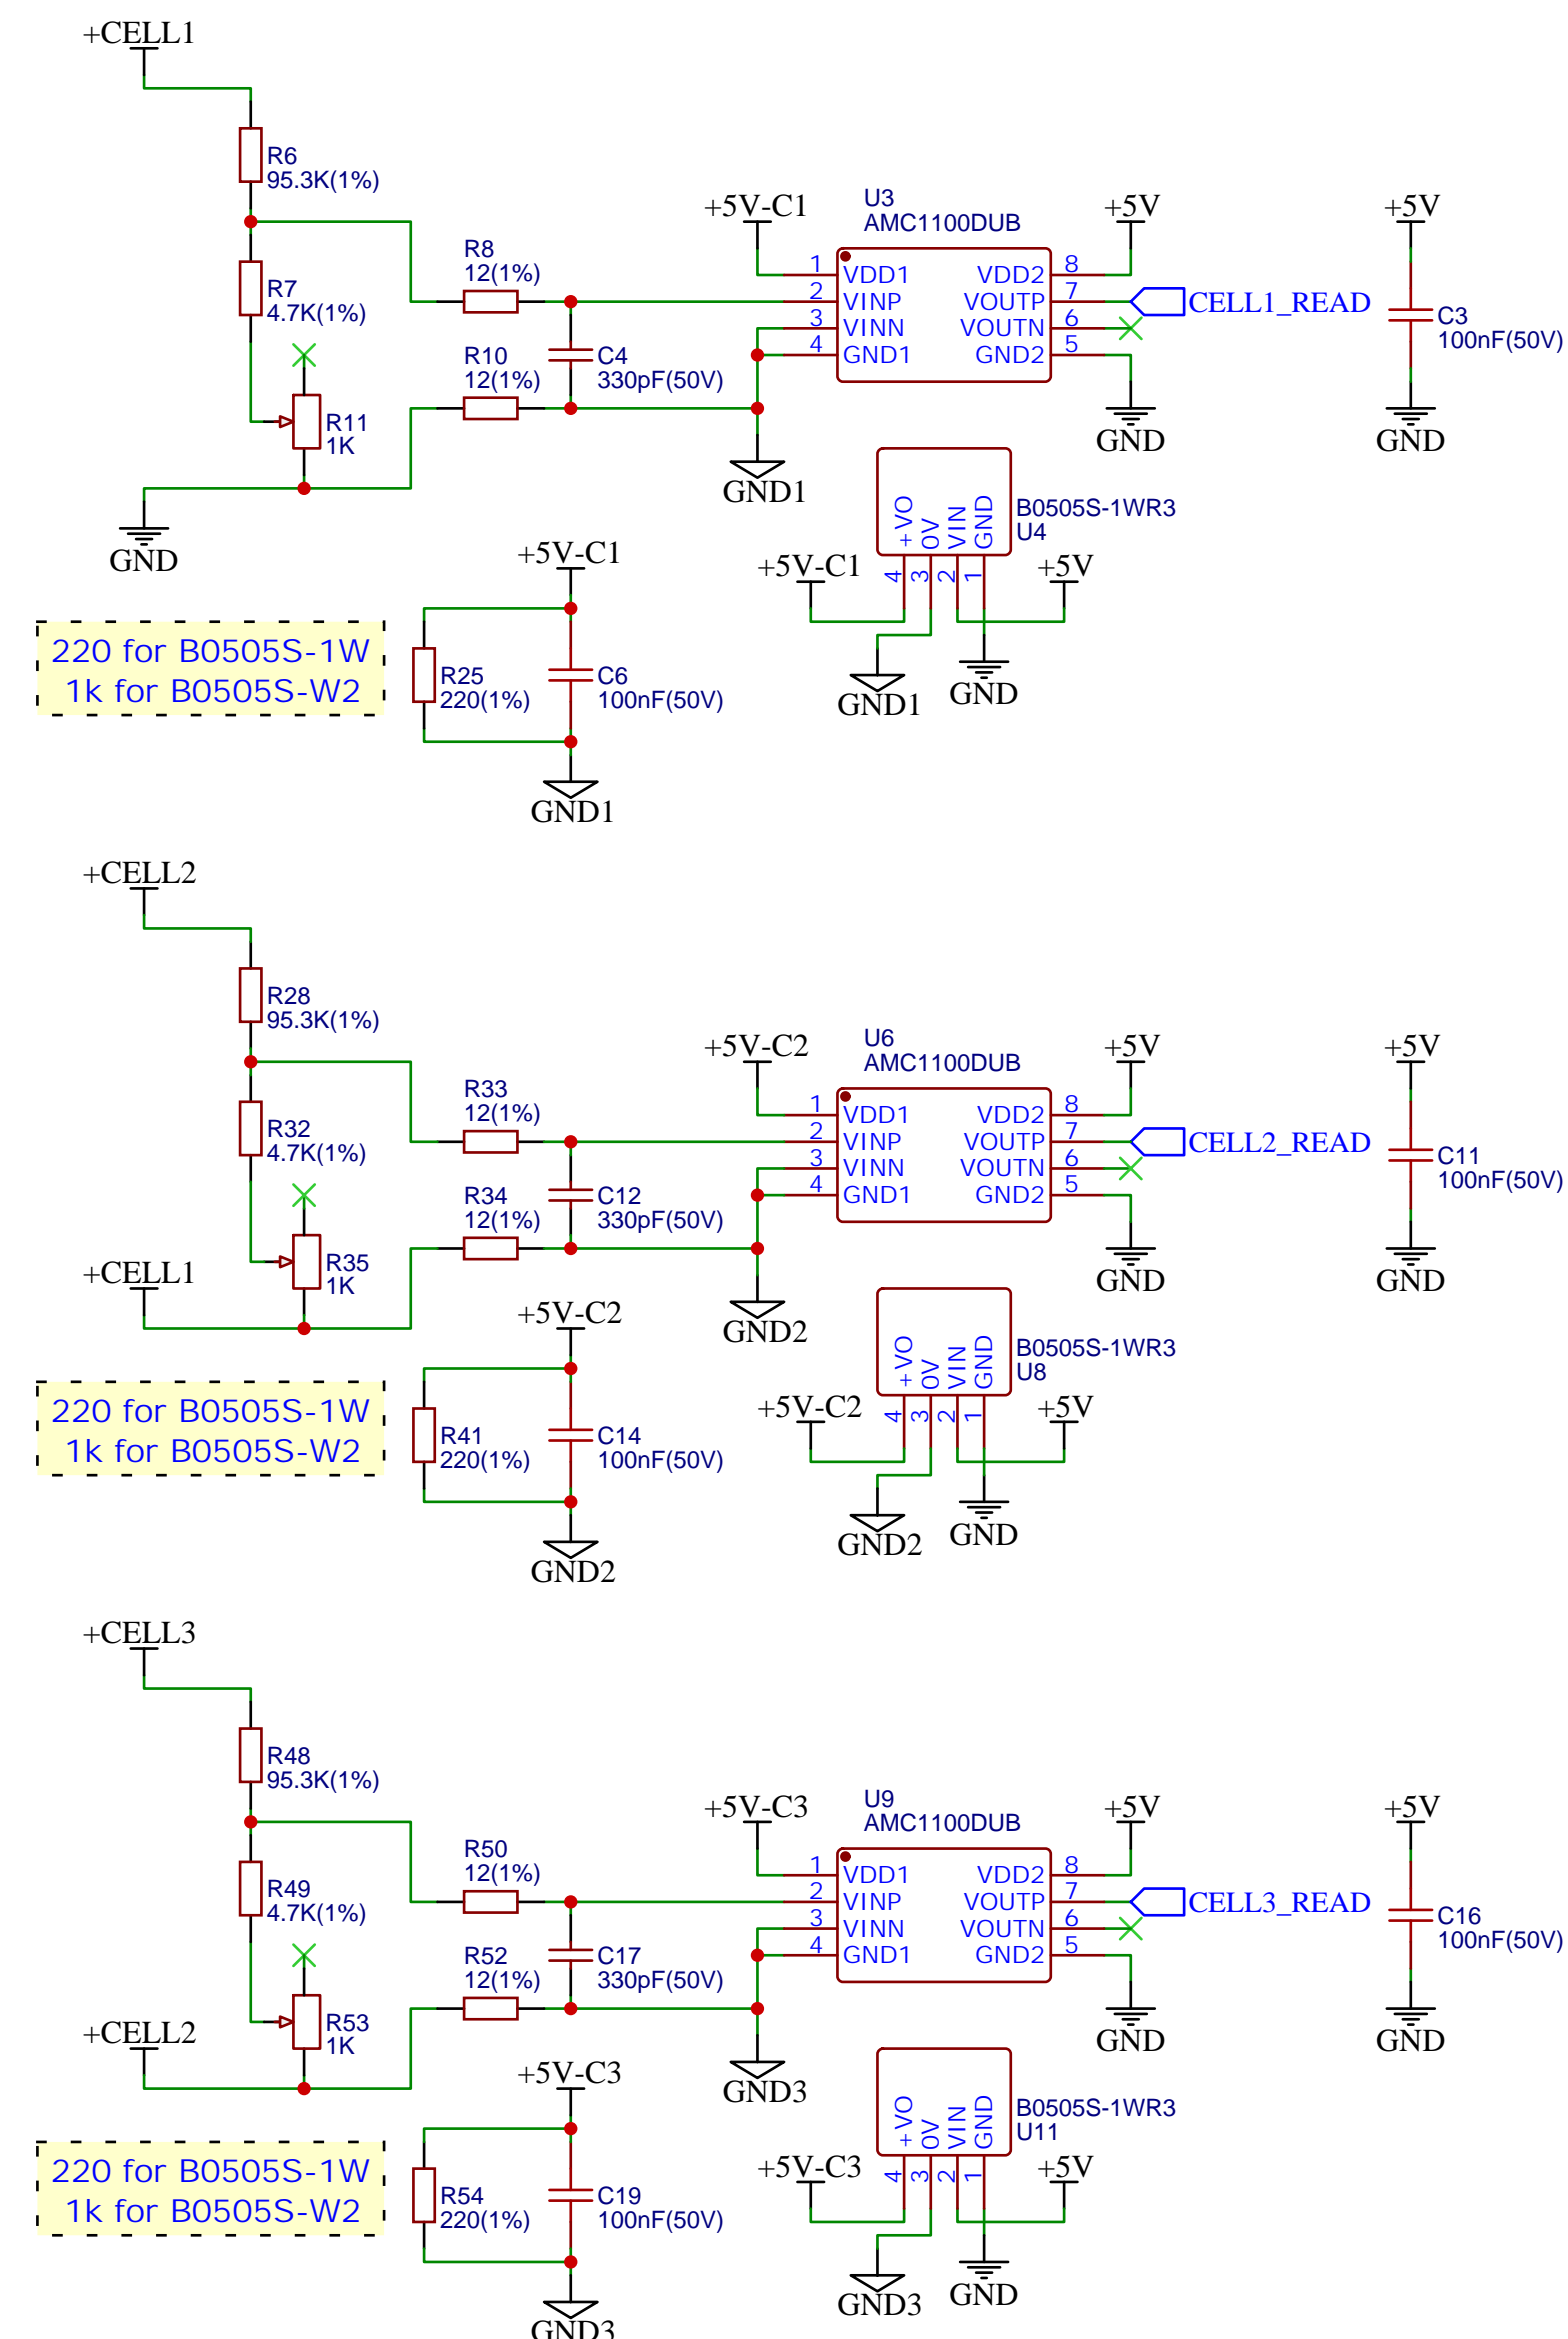 +CELL1
R6
95.3K(1%)
R7
4.7K(1%)
R11
1K
GND
R8
12(1%)
R10
12(1%)
C4
330pF(50V)
+5V-C1
GND1
U3
AMC1100DUB
1 VDD1 VDD2 8
2 VINP VOUTP 7
3 VINN VOUTN 6
4 GND1 GND2 5
+5V
CELL1_READ
GND
+5V
C3
100nF(50V)
GND
B0505S-1WR3
U4
+VO 0V VIN GND
4 3 2 1
+5V-C1
+5V
GND1
GND
220 for B0505S-1W
1k for B0505S-W2
+5V-C1
R25
220(1%)
C6
100nF(50V)
GND1
+CELL2
R28
95.3K(1%)
R32
4.7K(1%)
R35
1K
+CELL1
R33
12(1%)
R34
12(1%)
C12
330pF(50V)
+5V-C2
GND2
U6
AMC1100DUB
1 VDD1 VDD2 8
2 VINP VOUTP 7
3 VINN VOUTN 6
4 GND1 GND2 5
+5V
CELL2_READ
GND
+5V
C11
100nF(50V)
GND
B0505S-1WR3
U8
+VO 0V VIN GND
4 3 2 1
+5V-C2
+5V
GND2
GND
220 for B0505S-1W
1k for B0505S-W2
+5V-C2
R41
220(1%)
C14
100nF(50V)
GND2
+CELL3
R48
95.3K(1%)
R49
4.7K(1%)
R53
1K
+CELL2
R50
12(1%)
R52
12(1%)
C17
330pF(50V)
+5V-C3
GND3
U9
AMC1100DUB
1 VDD1 VDD2 8
2 VINP VOUTP 7
3 VINN VOUTN 6
4 GND1 GND2 5
+5V
CELL3_READ
GND
+5V
C16
100nF(50V)
GND
B0505S-1WR3
U11
+VO 0V VIN GND
4 3 2 1
+5V-C3
+5V
GND3
GND
220 for B0505S-1W
1k for B0505S-W2
+5V-C3
R54
220(1%)
C19
100nF(50V)
GND3